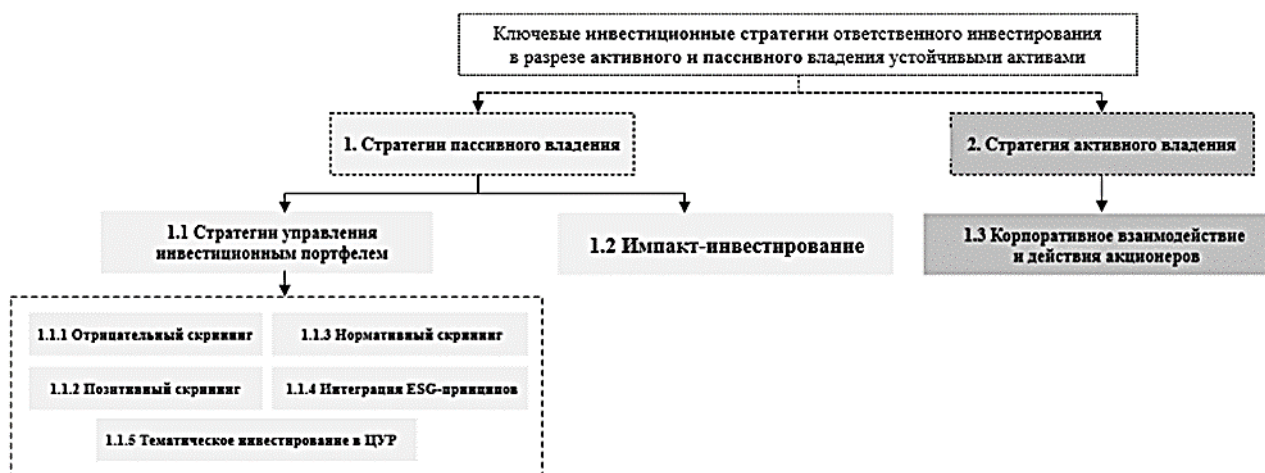 Ключевые инвестиционные стратегии ответственного инвестирования
в разрезе активного и пассивного владения устойчивыми активами
1. Стратегии пассивного владения
2. Стратегия активного владения
1.1 Стратегии управления
инвестиционным портфелем
1.2 Импакт-инвестирование
1.3 Корпоративное взаимодействие
и действия акционеров
1.1.1 Отрицательный скрининг
1.1.3 Нормативный скрининг
1.1.2 Позитивный скрининг
1.1.4 Интеграция ESG-принципов
1.1.5 Тематическое инвестирование в ЦУР